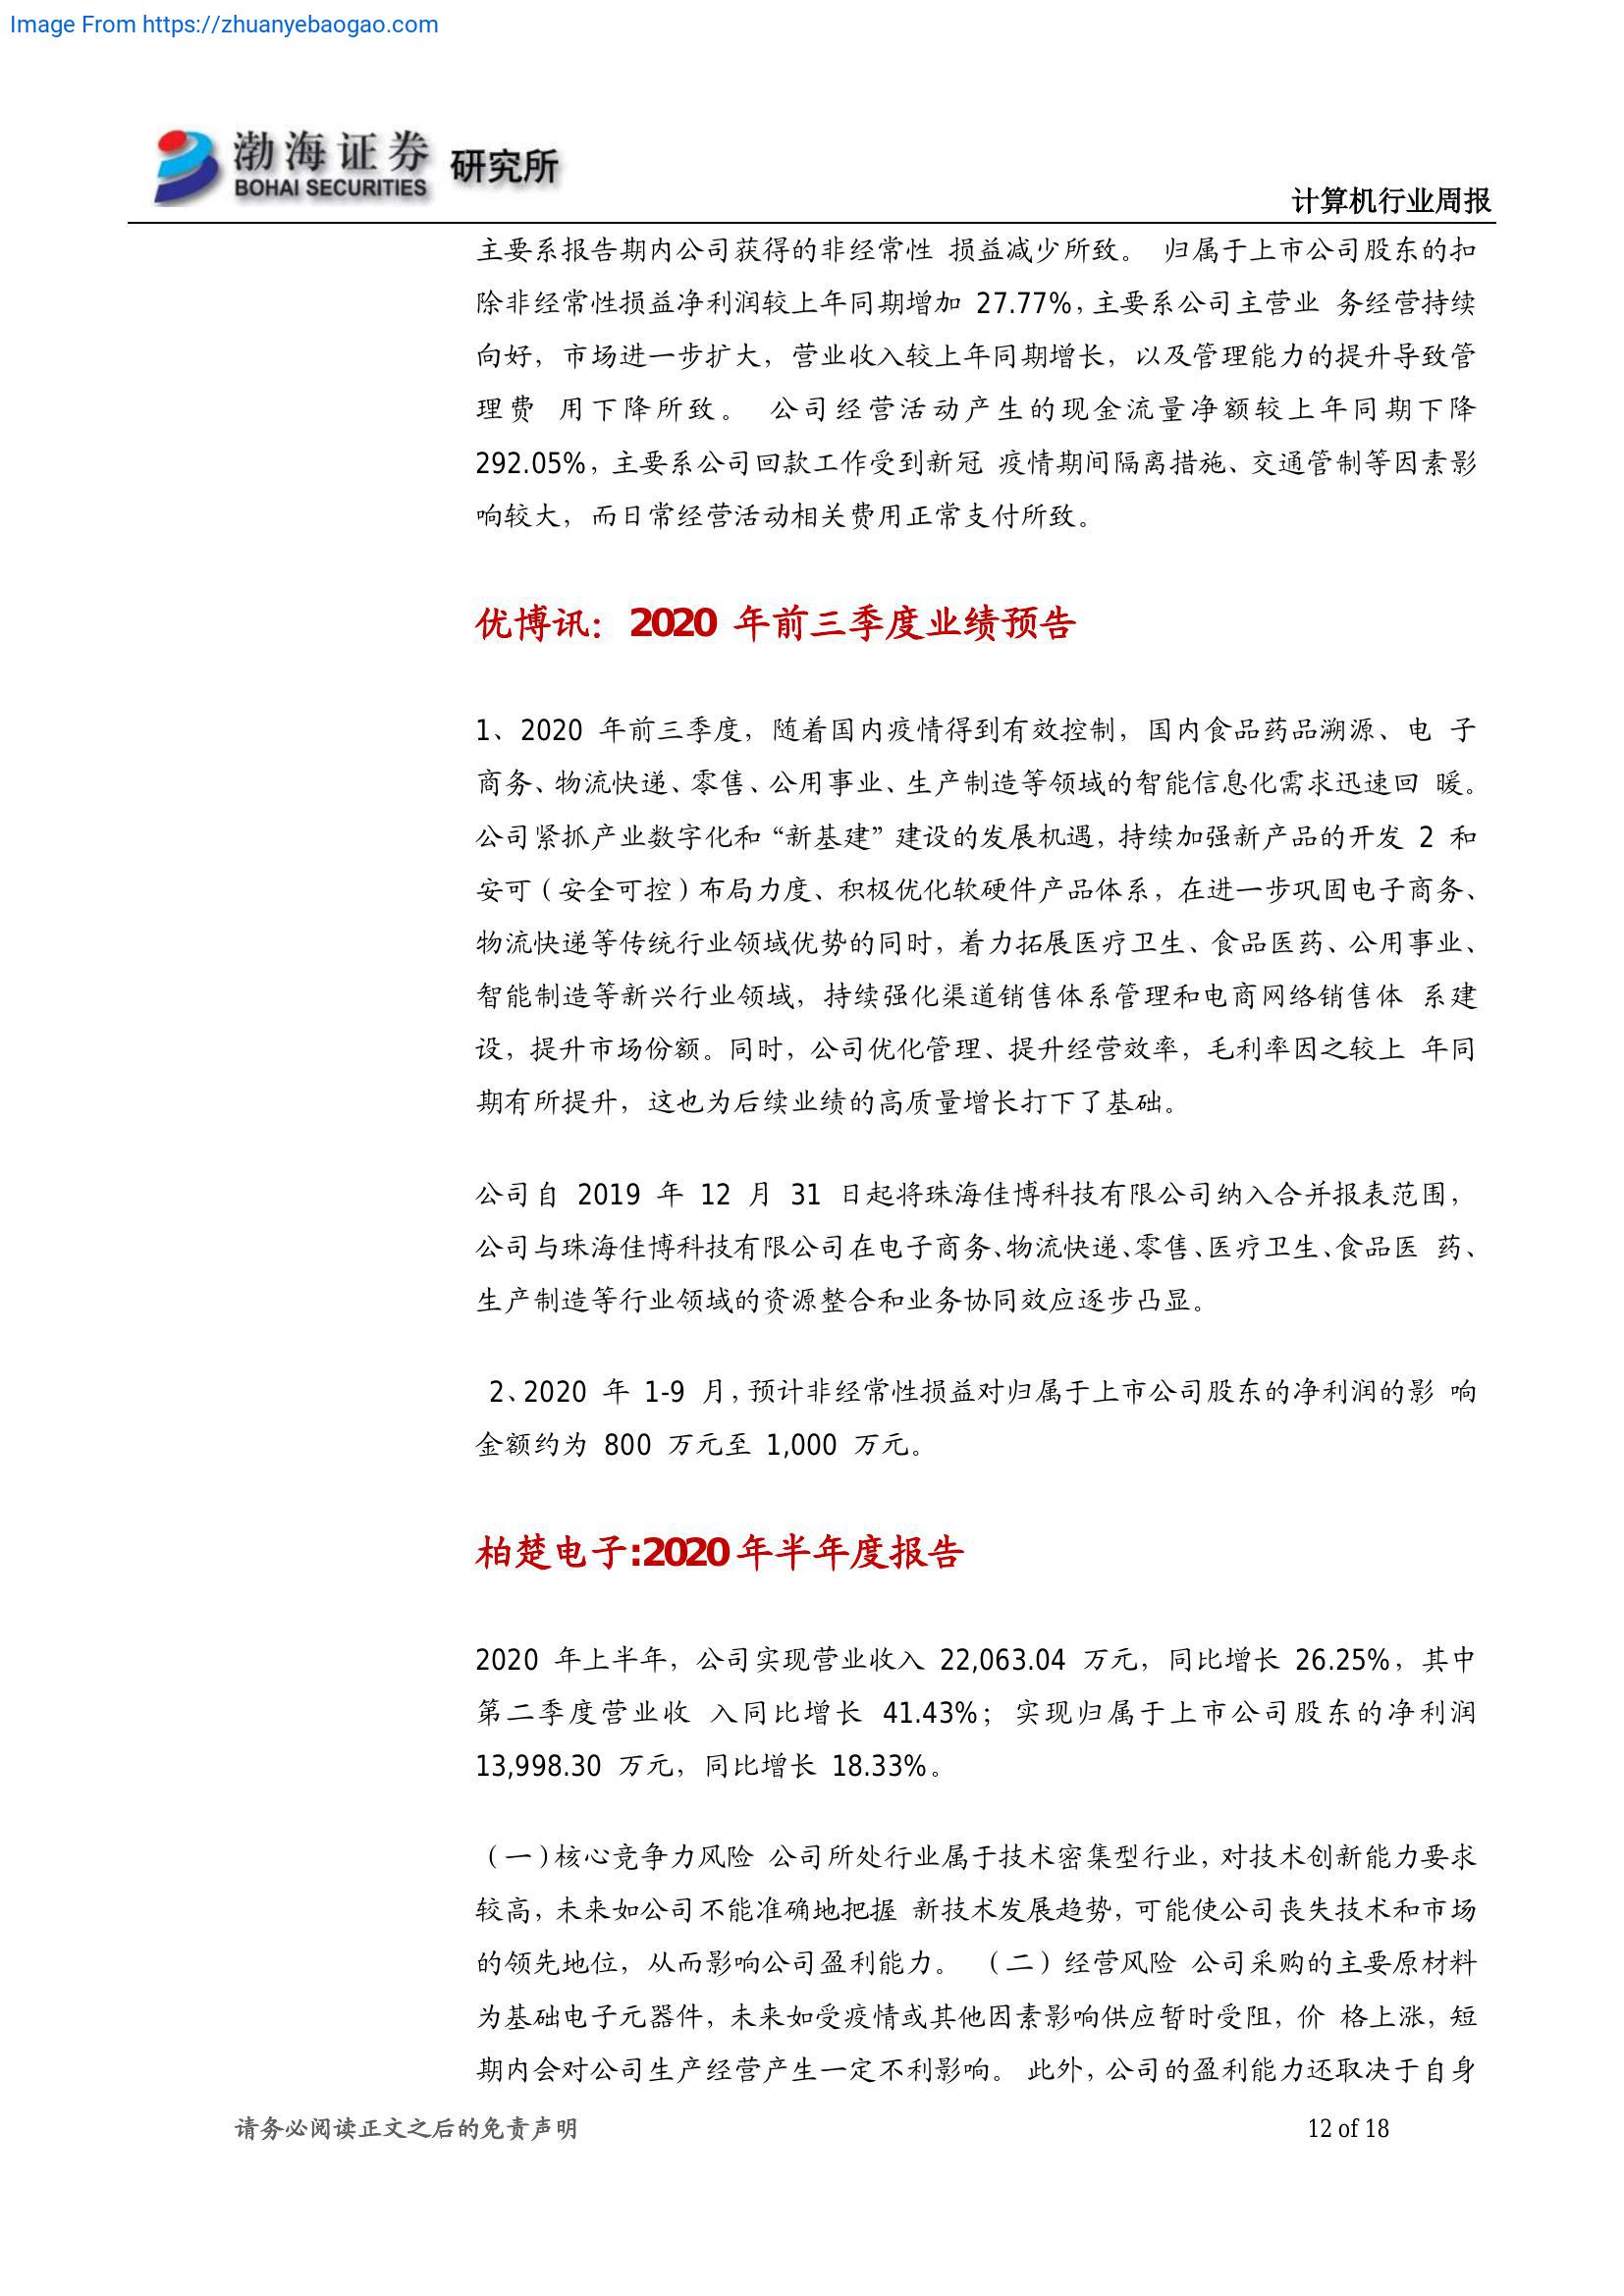 Image From https://zhuanyebaogao.com
渤海证券 研究所
BOHAI SECURITIES
计算机行业周报
主要系报告期内公司获得的非经常性 损益减少所致。 归属于上市公司股东的扣
除非经常性损益净利润较上年同期增加 27.77%，主要系公司主营业 务经营持续
向好，市场进一步扩大，营业收入较上年同期增长，以及管理能力的提升导致管
理费 用下降所致。 公司经营活动产生的现金流量净额较上年同期下降
292.05%，主要系公司回款工作受到新冠 疫情期间隔离措施、交通管制等因素影
响较大，而日常经营活动相关费用正常支付所致。
优博讯：2020 年前三季度业绩预告
1、2020 年前三季度，随着国内疫情得到有效控制，国内食品药品溯源、电 子
商务、物流快递、零售、公用事业、生产制造等领域的智能信息化需求迅速回 暖。
公司紧抓产业数字化和“新基建”建设的发展机遇，持续加强新产品的开发 2 和
安可（安全可控）布局力度、积极优化软硬件产品体系，在进一步巩固电子商务、
物流快递等传统行业领域优势的同时，着力拓展医疗卫生、食品医药、公用事业、
智能制造等新兴行业领域，持续强化渠道销售体系管理和电商网络销售体 系建
设，提升市场份额。同时，公司优化管理、提升经营效率，毛利率因之较上 年同
期有所提升，这也为后续业绩的高质量增长打下了基础。
公司自 2019 年 12 月 31 日起将珠海佳博科技有限公司纳入合并报表范围，
公司与珠海佳博科技有限公司在电子商务、物流快递、零售、医疗卫生、食品医 药、
生产制造等行业领域的资源整合和业务协同效应逐步凸显。
2、2020 年 1-9 月，预计非经常性损益对归属于上市公司股东的净利润的影 响
金额约为 800 万元至 1,000 万元。
柏楚电子:2020年半年度报告
2020 年上半年，公司实现营业收入 22,063.04 万元，同比增长 26.25%，其中
第二季度营业收 入同比增长 41.43%；实现归属于上市公司股东的净利润
13,998.30 万元，同比增长 18.33%。
（一）核心竞争力风险 公司所处行业属于技术密集型行业，对技术创新能力要求
较高，未来如公司不能准确地把握 新技术发展趋势，可能使公司丧失技术和市场
的领先地位，从而影响公司盈利能力。 （二）经营风险 公司采购的主要原材料
为基础电子元器件，未来如受疫情或其他因素影响供应暂时受阻，价 格上涨，短
期内会对公司生产经营产生一定不利影响。 此外，公司的盈利能力还取决于自身
请务必阅读正文之后的免责声明
12 of 18